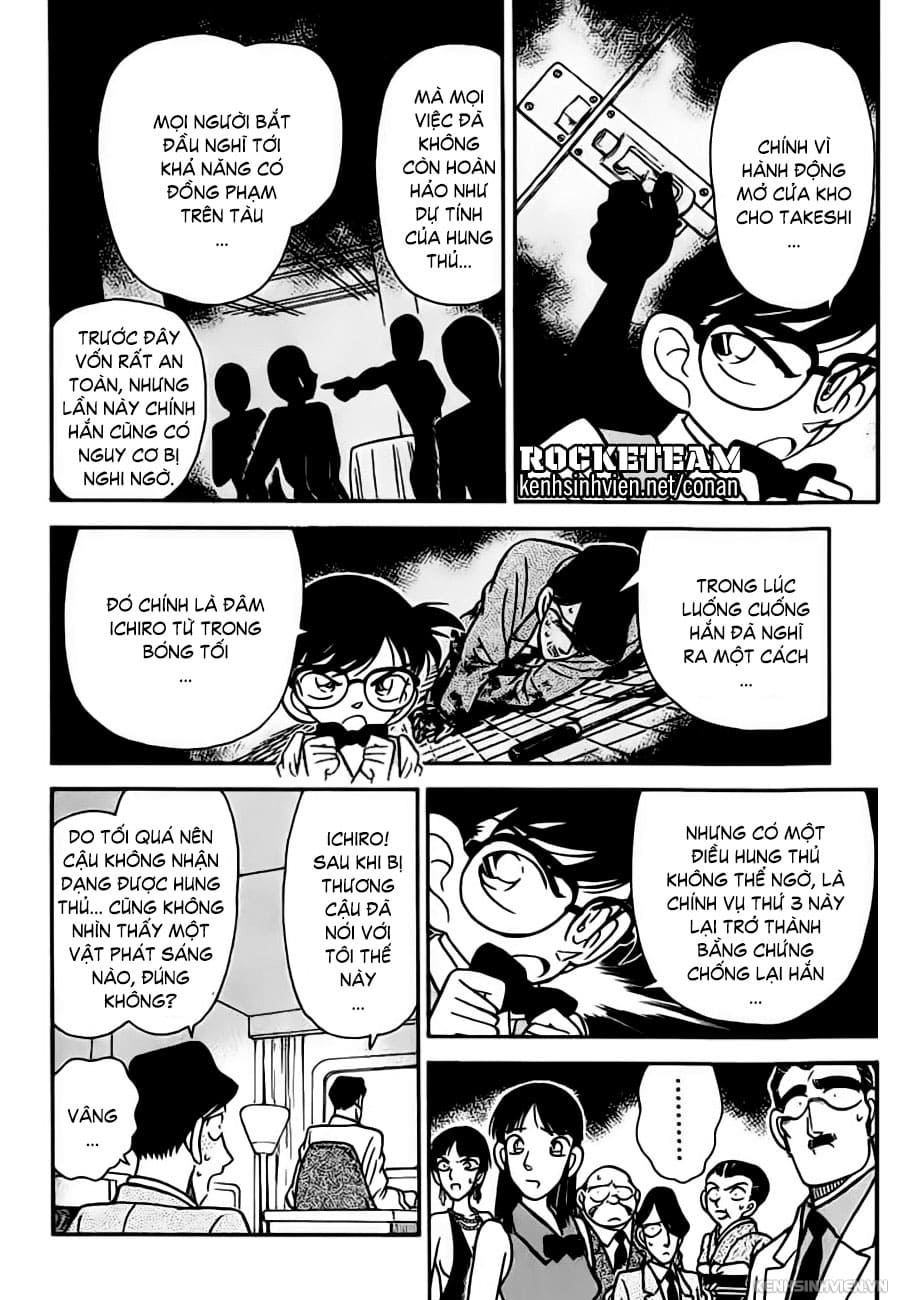 CHÍNH VÌ
HÀNH ĐỘNG
MỞ CỬA KHO
CHO TAKESHI
...
MÀ MỌI
VIỆC ĐÃ
KHÔNG
CÒN HOÀN
HẢO NHƯ
DỰ TÍNH
CỦA HUNG
THỦ...
MỌI NGƯỜI BẮT
ĐẦU NGHĨ TỚI
KHẢ NĂNG CÓ
ĐỒNG PHẠM
TRÊN TÀU
...
TRƯỚC ĐÂY
VỐN RẤT AN
TOÀN, NHƯNG
LẦN NÀY CHÍNH
HẮN CŨNG CÓ
NGUY CƠ BỊ
NGHI NGỜ.
ROCKETEAM
kenhsinhvien.net/conan
TRONG LÚC
LUỐNG CUỐNG
HẮN ĐÃ NGHĨ
RA MỘT CÁCH
...
ĐÓ CHÍNH LÀ ĐÂM
ICHIRO TỪ TRONG
BÓNG TỐI
...
NHƯNG CÓ MỘT
ĐIỀU HUNG THỦ
KHÔNG THỂ NGỜ, LÀ
CHÍNH VỤ THỨ 3 NÀY
LẠI TRỞ THÀNH
BẰNG CHỨNG
CHỐNG LẠI HẮN
...
........
ICHIRO!
SAU KHI BỊ
THƯƠNG
CẬU ĐÃ
NÓI VỚI
TÔI THẾ
NÀY
...
DO TỐI QUÁ NÊN
CẬU KHÔNG NHẬN
DẠNG ĐƯỢC HUNG
THỦ... CŨNG KHÔNG
NHÌN THẤY MỘT
VẬT PHÁT SÁNG
NÀO, ĐÚNG
KHÔNG?
VÂNG
...
KENHSINHVIEN.VN